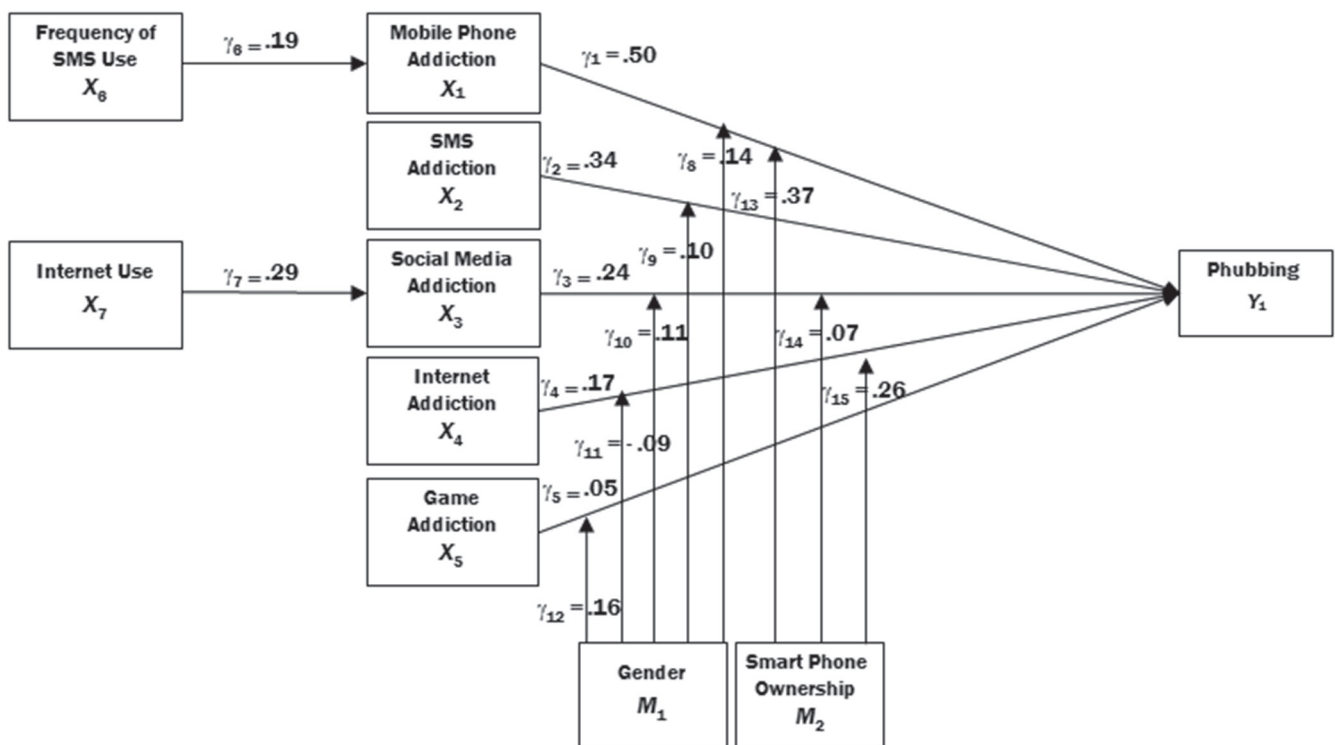 Frequency of
SMS Use
X₆
γ₆ = .19
Mobile Phone
Addiction
X₁
γ₁ = .50
SMS
Addiction
X₂
γ₂ = .34
γ₈ = .14
γ₁₃ = .37
Internet Use
X₇
γ₇ = .29
Social Media
Addiction
X₃
γ₃ = .24
γ₉ = .10
γ₁₀ = .11
γ₁₄ = .07
Phubbing
Y₁
Internet
Addiction
X₄
γ₄ = .17
γ₁₅ = .26
γ₁₁ = -.09
Game
Addiction
X₅
γ₅ = .05
γ₁₂ = .16
Gender
M₁
Smart Phone
Ownership
M₂